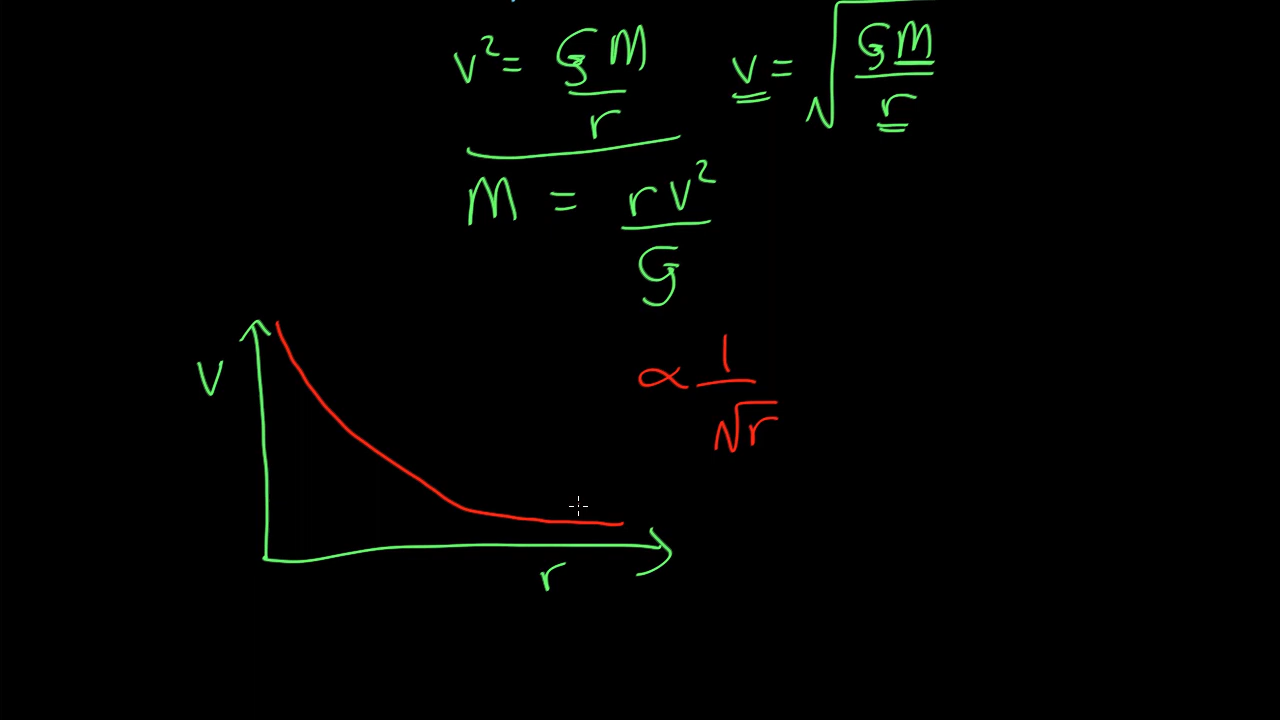 v² = GM/r
v = √(GM/r)
M = rv²/G
v
∝ 1/√r
r